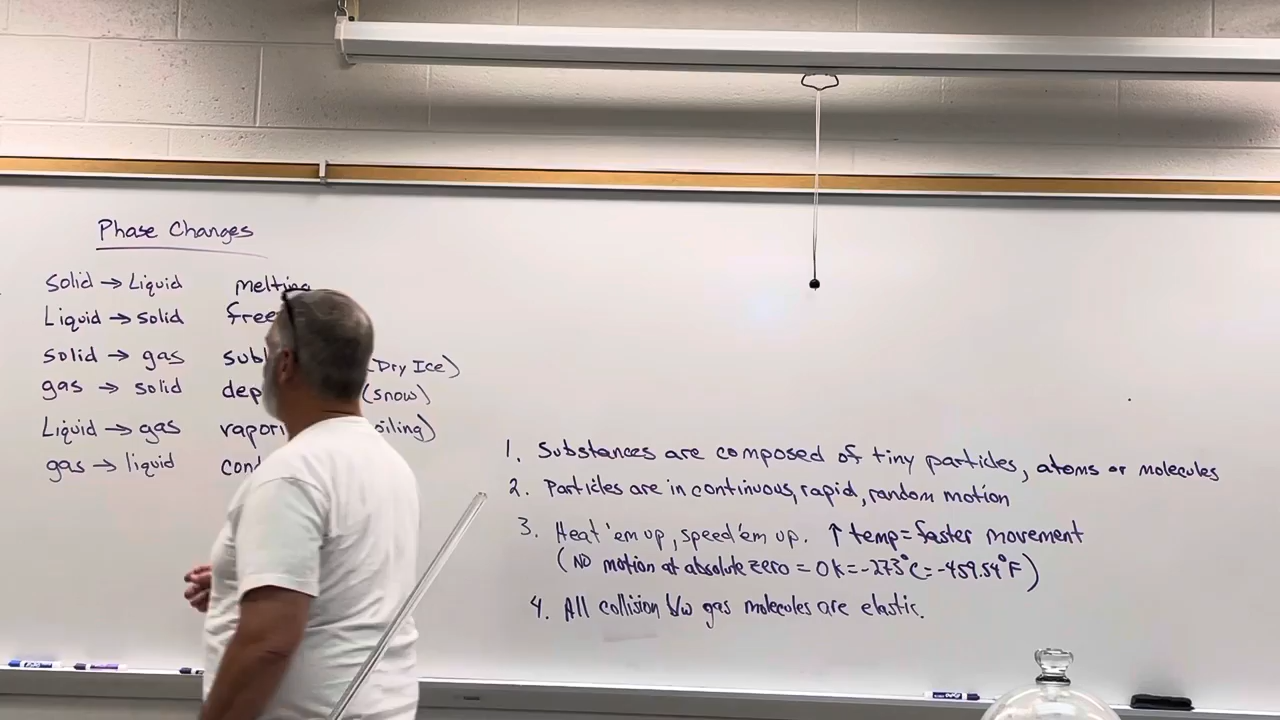 Phase Changes
solid → Liquid melting
Liquid → solid
solid → gas (Dry Ice)
gas → solid (snow)
Liquid → gas
gas → liquid
1. Substances are composed of tiny particles, atoms or molecules
2. Particles are in continuous, rapid, random motion
3. Heat 'em up, speed 'em up. ↑ temp = faster movement
(NO motion at absolute zero = 0 K = -273°C = -459.54°F)
4. All collision b/w gas molecules are elastic.